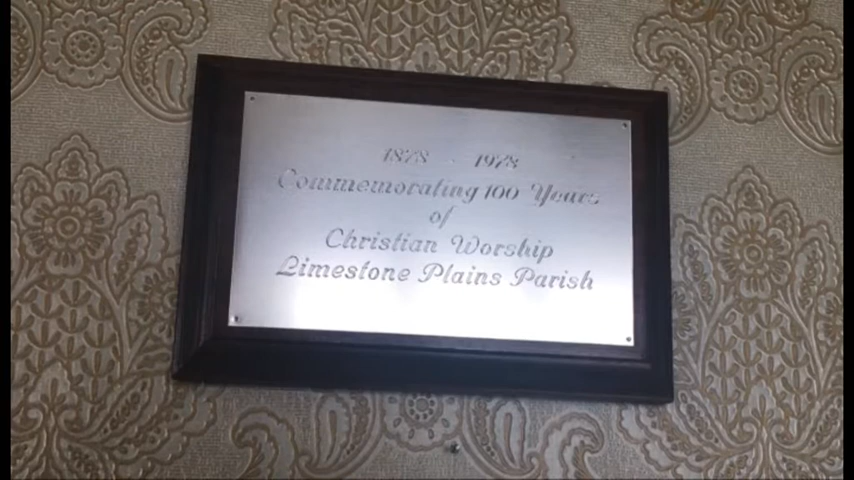 1878 - 1978
Commemorating 100 Years
of
Christian Worship
Limestone Plains Parish